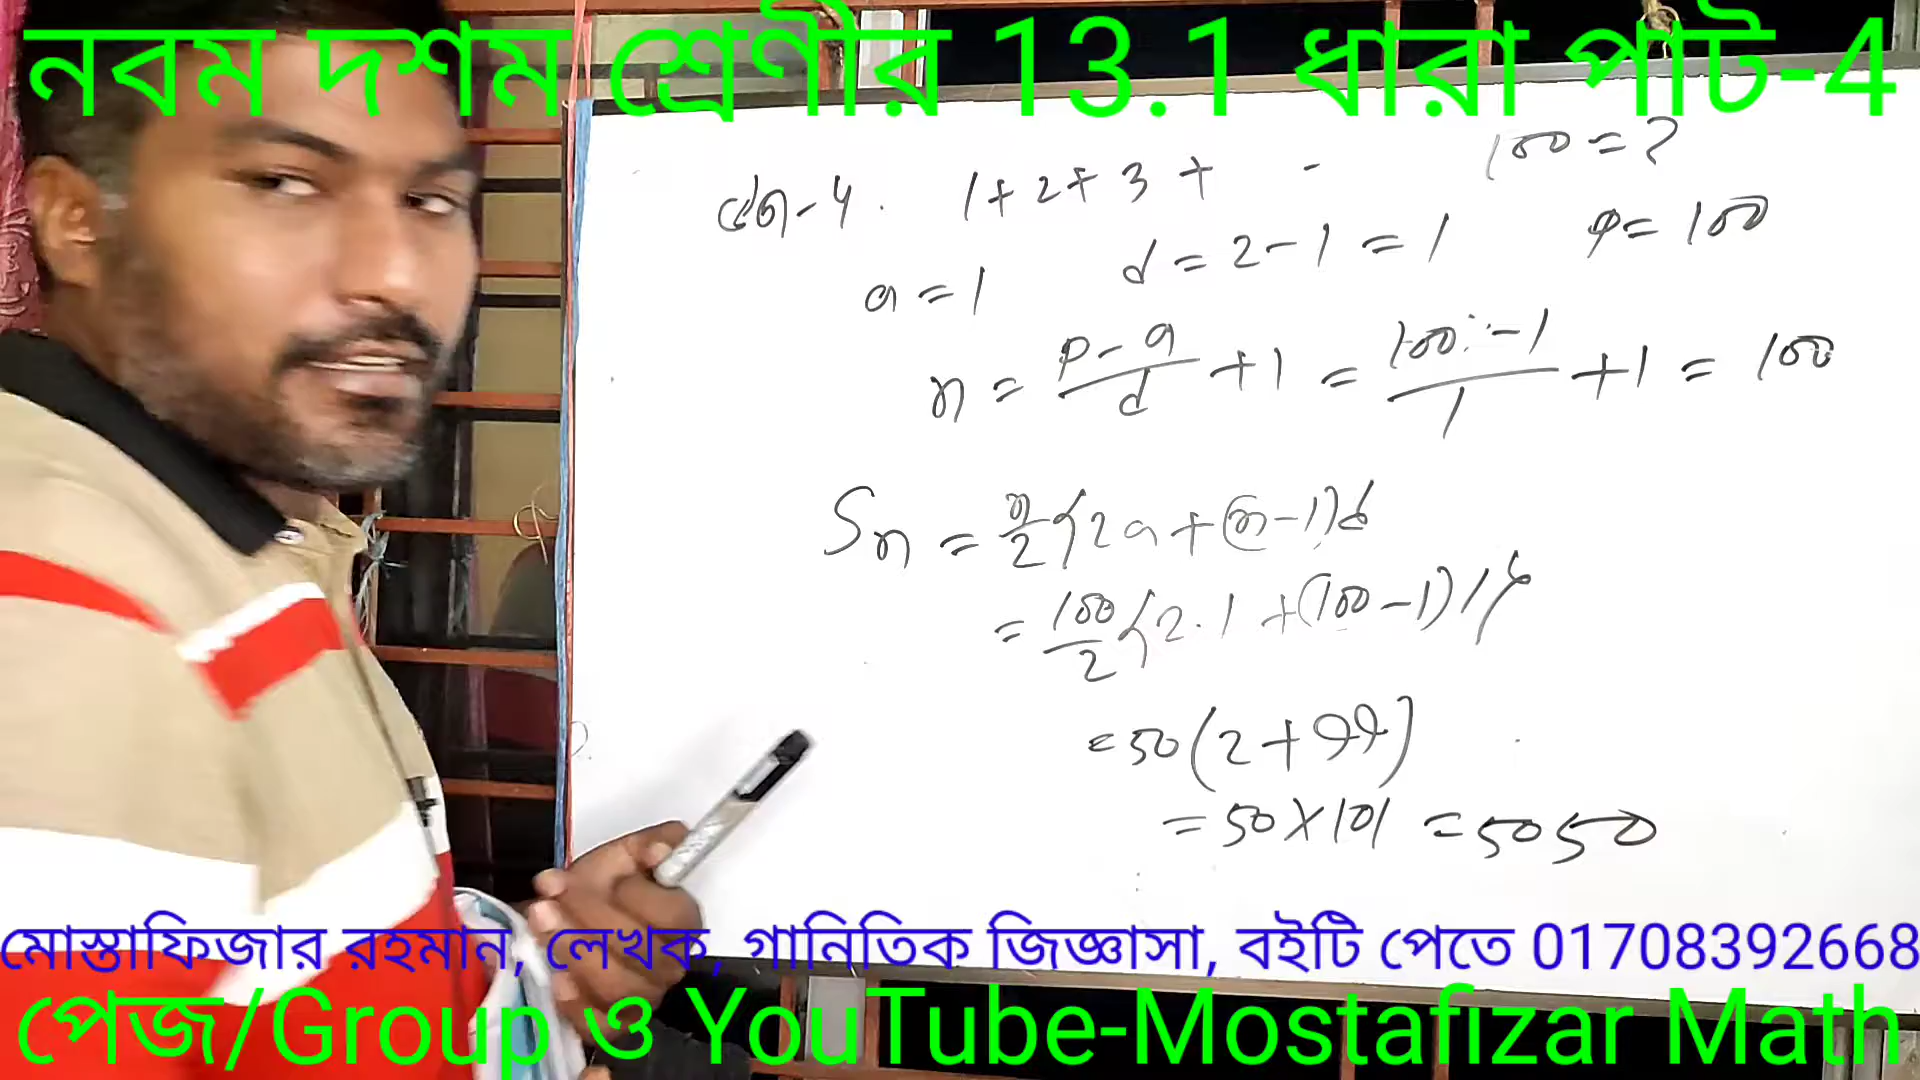 নবম দশম শ্রেণীর 13.1 ধারা পার্ট-4
1+2+3+ - 100=?
a=1 d=2-1=1 p=100
n = p-a/d +1 = 100-1/1 +1 = 100
Sn = n/2{2a+(n-1)d
= 100/2{2.1+(100-1)1}
=50(2+99)
=50×101=5050
মোস্তাফিজার রহমান, লেখক, গানিতিক জিজ্ঞাসা, বইটি পেতে 01708392668
পেজ/Group ও YouTube-Mostafizar Math